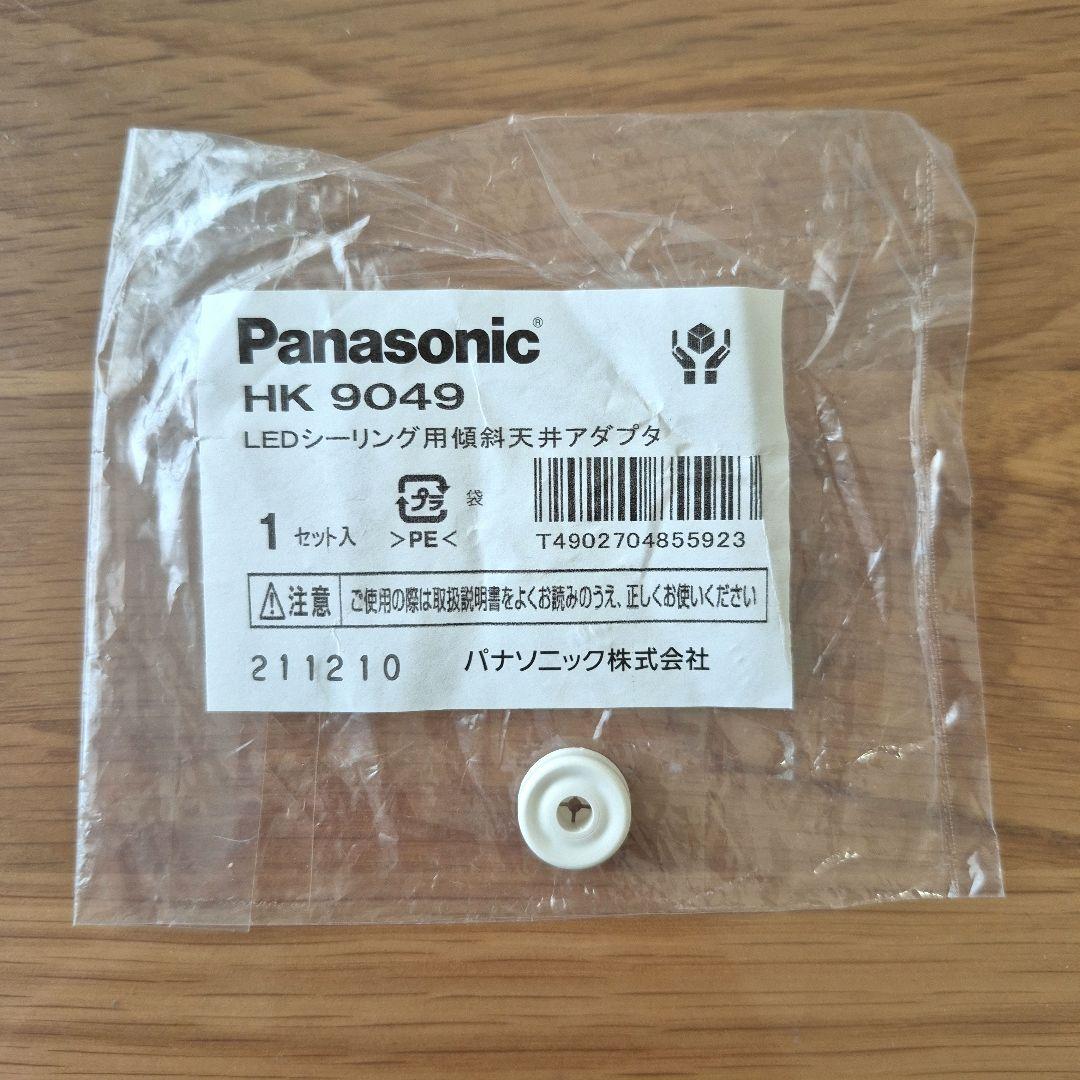 Panasonic®
HK 9049
LEDシーリング用傾斜天井アダプタ
1 セット入
プラ 袋
>PE<
T4902704855923
⚠注意 ご使用の際は取扱説明書をよくお読みのうえ、正しくお使いください
211210 パナソニック株式会社